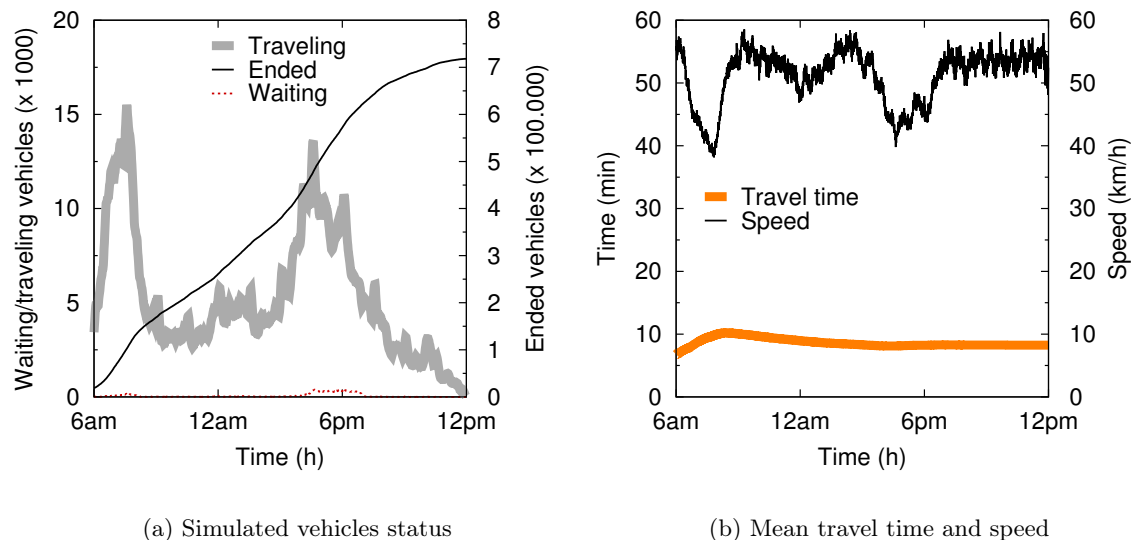 Waiting/traveling vehicles (x 1000)
20
15
10
5
0
Traveling
Ended
Waiting
8
7
6
5
4
3
2
1
0
Ended vehicles (x 100.000)
6am
12am
6pm
12pm
Time (h)
(a) Simulated vehicles status
Time (min)
60
50
40
30
20
10
0
Travel time
Speed
60
50
40
30
20
10
0
Speed (km/h)
6am
12am
6pm
12pm
Time (h)
(b) Mean travel time and speed